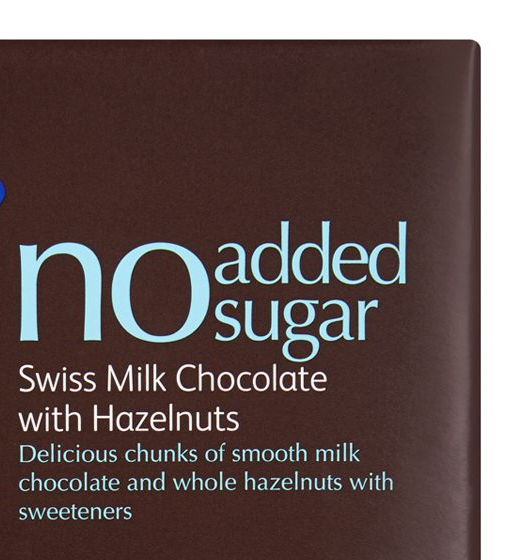 no added
sugar
Swiss Milk Chocolate
with Hazelnuts
Delicious chunks of smooth milk
chocolate and whole hazelnuts with
sweeteners